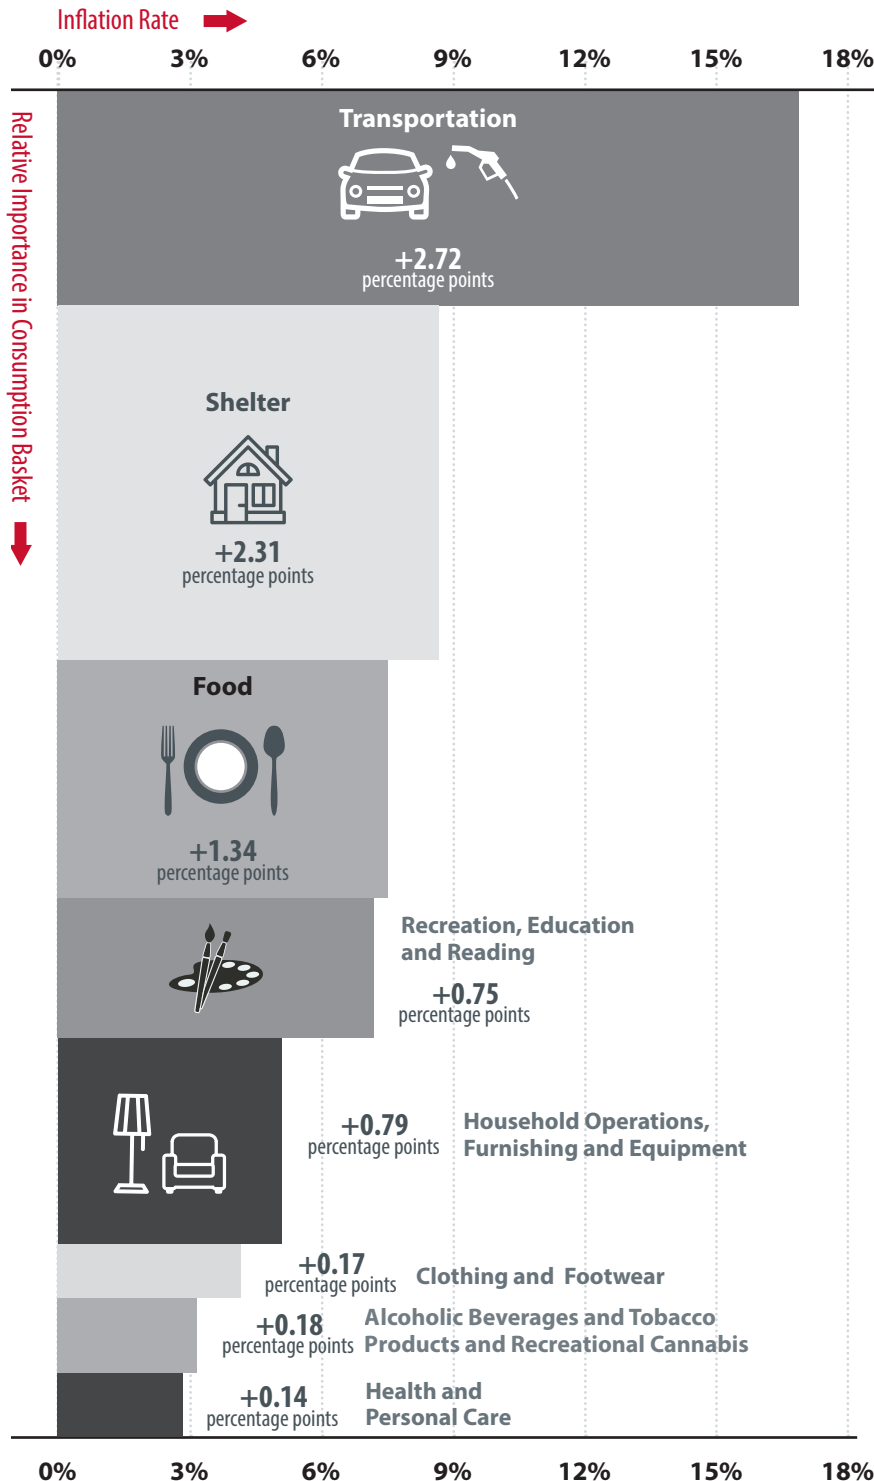 Inflation Rate
0% 3% 6% 9% 12% 15% 18%
Relative Importance in Consumption Basket
Transportation
+2.72
percentage points
Shelter
+2.31
percentage points
Food
+1.34
percentage points
Recreation, Education
and Reading
+0.75
percentage points
+0.79
percentage points
Household Operations,
Furnishing and Equipment
+0.17
percentage points
Clothing and Footwear
+0.18
percentage points
Alcoholic Beverages and Tobacco
Products and Recreational Cannabis
+0.14
percentage points
Health and
Personal Care
0% 3% 6% 9% 12% 15% 18%